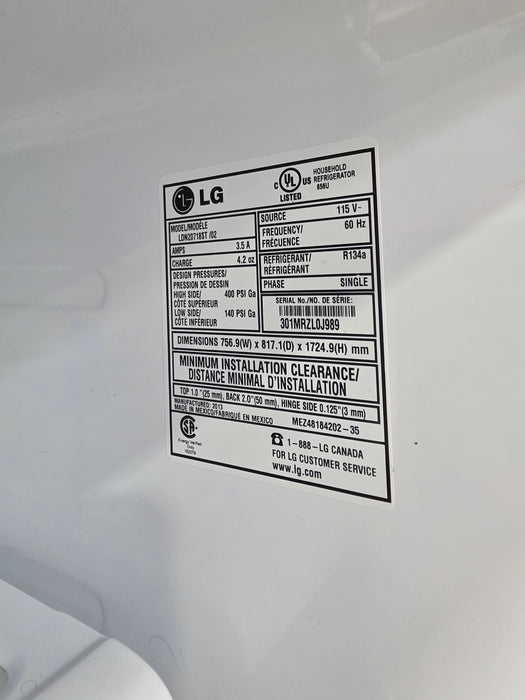 LG
C UL US
LISTED
HOUSEHOLD
REFRIGERATOR
656U
MODEL/MODÈLE
LDN20718ST /02
AMPS 3.5 A
CHARGE 4.2 oz
DESIGN PRESSURES/
PRESSION DE DESSIN
HIGH SIDE/ 400 PSI Ga
CÔTÉ SUPÉRIEUR
LOW SIDE/ 140 PSI Ga
CÔTÉ INFÉRIEUR
SOURCE 115 V~
FREQUENCY/ 60 Hz
FRÉCUENCE
REFRIGERANT/ R134a
RÉFRIGÉRANT
PHASE SINGLE
SERIAL No./NO. DE SÉRIE:
301MRZL0J989
DIMENSIONS 756.9(W) x 817.1(D) x 1724.9(H) mm
MINIMUM INSTALLATION CLEARANCE/
DISTANCE MINIMAL D'INSTALLATION
TOP 1.0"(25 mm), BACK 2.0"(50 mm), HINGE SIDE 0.125"(3 mm)
MANUFACTURED: 2013
MADE IN MEXICO/FABRIQUÉ EN MEXICO
MEZ48184202-35
Energy Verified
1-888-LG CANADA
FOR LG CUSTOMER SERVICE
www.lg.com